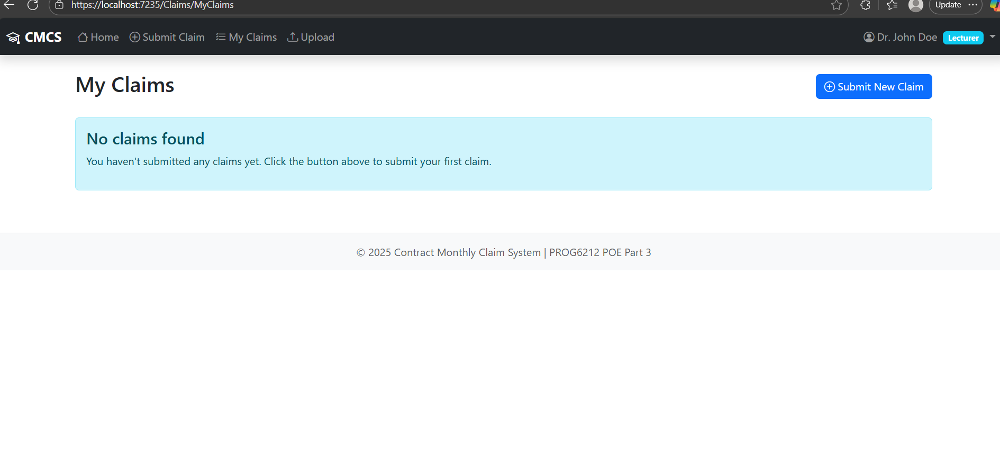 https://localhost:7235/Claims/MyClaims
Update
CMCS Home Submit Claim My Claims Upload Dr. John Doe Lecturer
My Claims
Submit New Claim
No claims found
You haven't submitted any claims yet. Click the button above to submit your first claim.
© 2025 Contract Monthly Claim System | PROG6212 POE Part 3